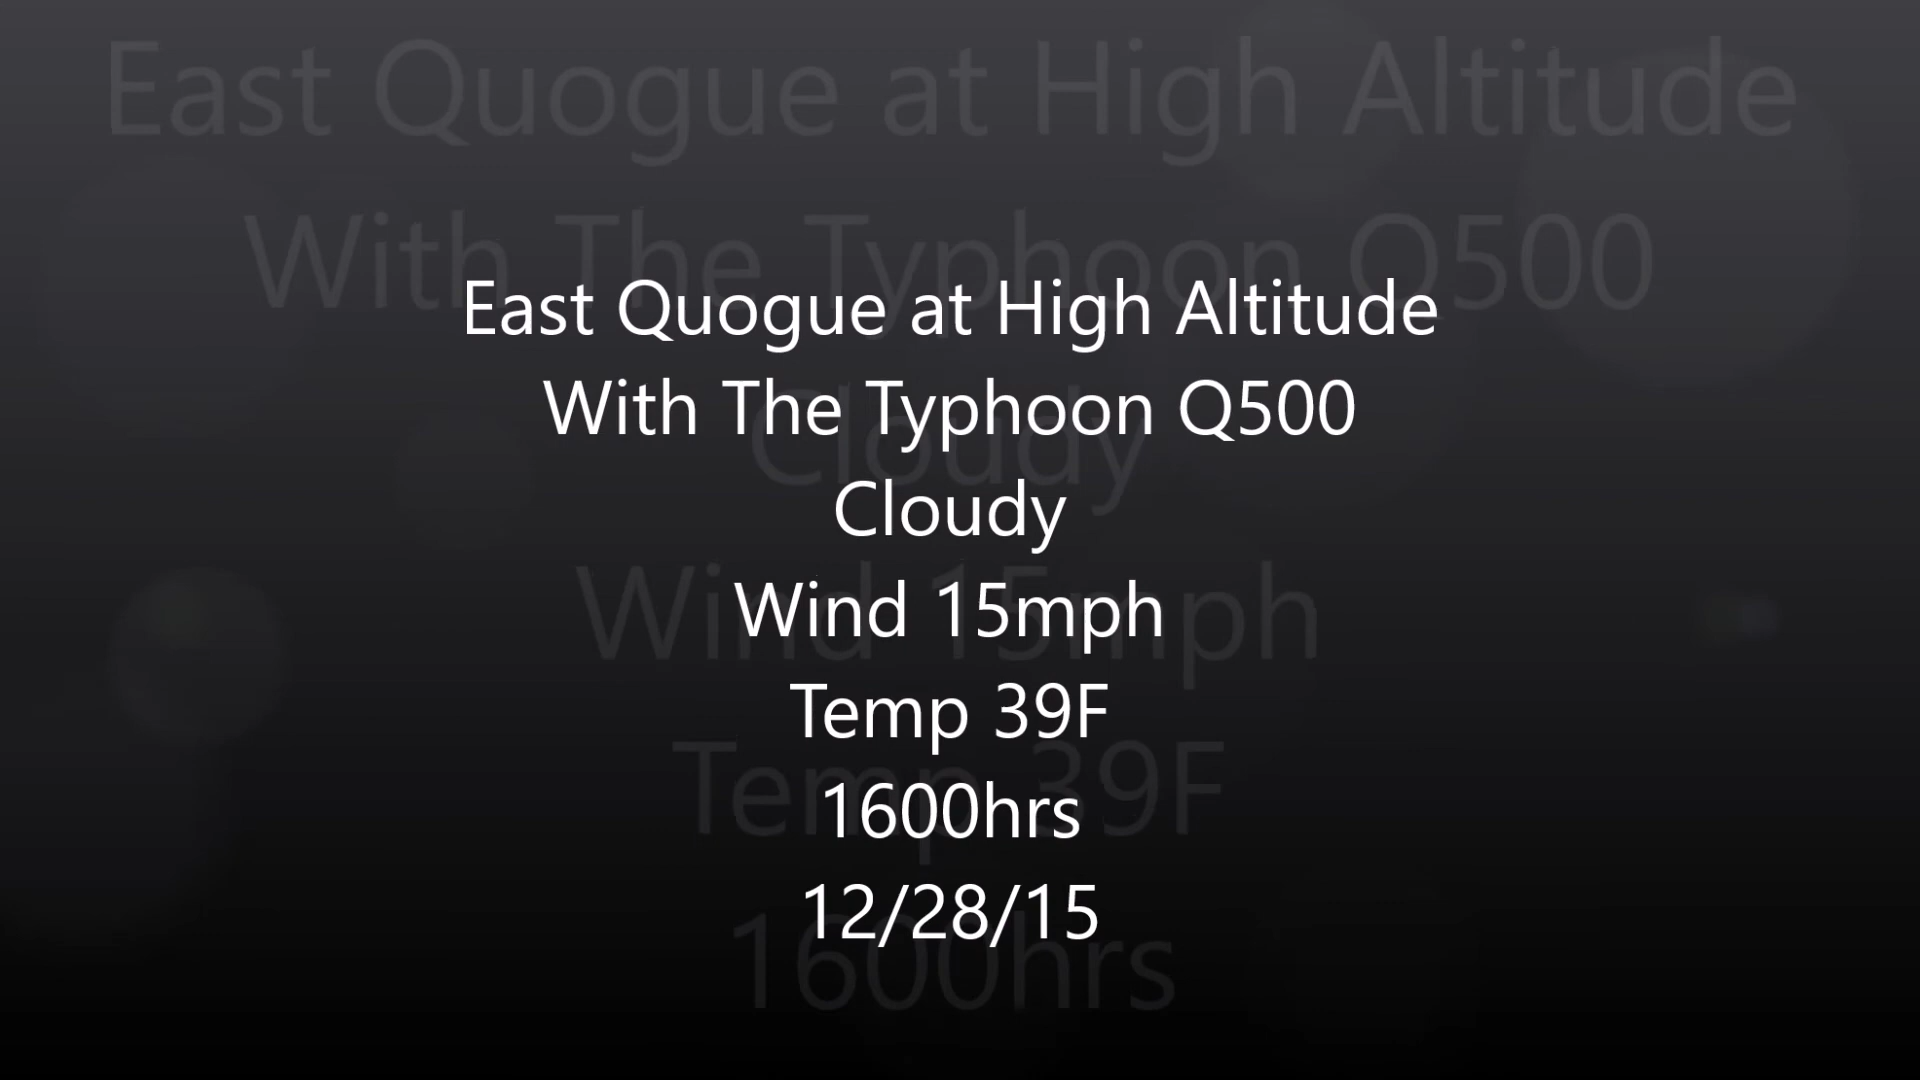 East Quogue at High Altitude
With The Typhoon Q500
Cloudy
Wind 15mph
Temp 39F
1600hrs
12/28/15